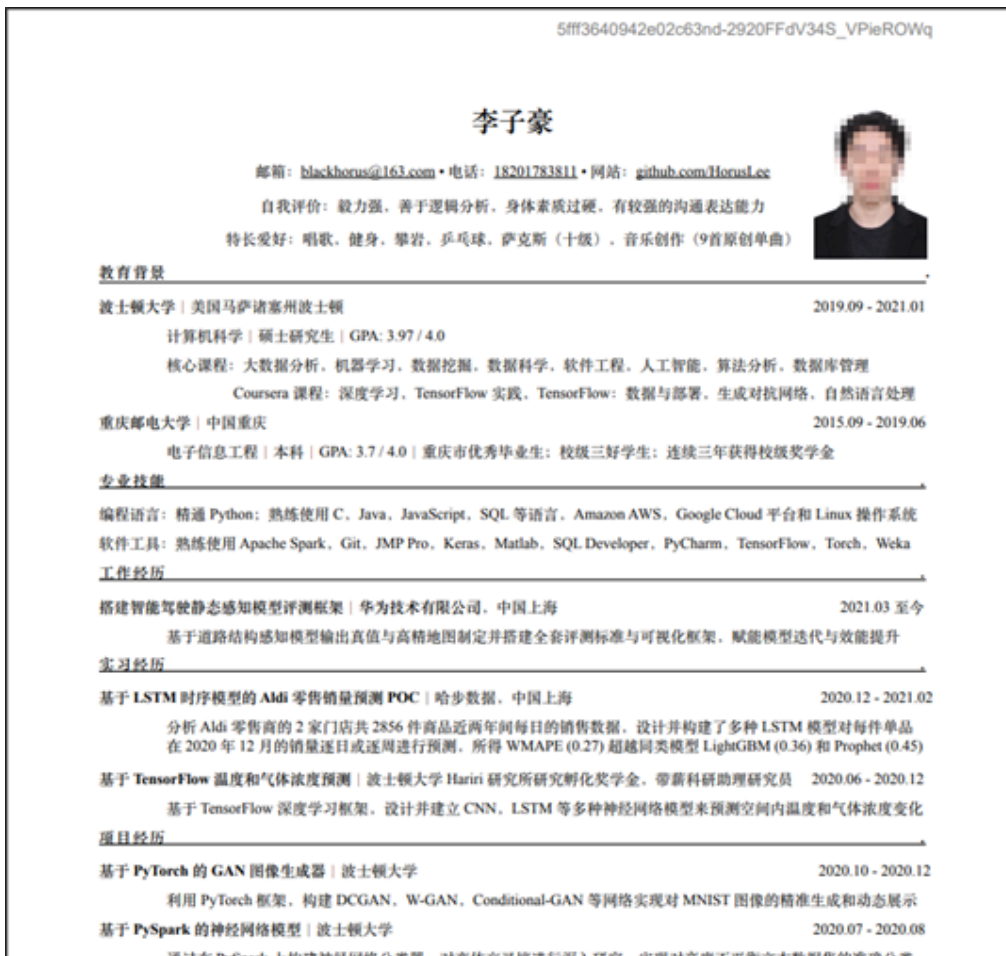 5fff3640942e02c63nd-2920FFdV34S_VPieROWq
李子豪
邮箱：blackhorus@163.com • 电话：18201783811 • 网站：github.com/HorusLee
自我评价：毅力强、善于逻辑分析、身体素质过硬、有较强的沟通表达能力
特长爱好：唱歌、健身、攀岩、乒乓球、萨克斯（十级）、音乐创作（9首原创单曲）
教育背景
波士顿大学 | 美国马萨诸塞州波士顿 2019.09 - 2021.01
计算机科学 | 硕士研究生 | GPA: 3.97 / 4.0
核心课程：大数据分析、机器学习、数据挖掘、数据科学、软件工程、人工智能、算法分析、数据库管理
Coursera 课程：深度学习、TensorFlow 实践、TensorFlow：数据与部署、生成对抗网络、自然语言处理
重庆邮电大学 | 中国重庆 2015.09 - 2019.06
电子信息工程 | 本科 | GPA: 3.7 / 4.0 | 重庆市优秀毕业生；校级三好学生；连续三年获得校级奖学金
专业技能
编程语言：精通 Python；熟练使用 C、Java、JavaScript、SQL 等语言、Amazon AWS、Google Cloud 平台和 Linux 操作系统
软件工具：熟练使用 Apache Spark、Git、JMP Pro、Keras、Matlab、SQL Developer、PyCharm、TensorFlow、Torch、Weka
工作经历
搭建智能驾驶静态感知模型评测框架 | 华为技术有限公司、中国上海 2021.03 至今
基于道路结构感知模型输出真值与高精地图制定并搭建全套评测标准与可视化框架、赋能模型迭代与效能提升
实习经历
基于 LSTM 时序模型的 Aldi 零售销量预测 POC | 哈步数据、中国上海 2020.12 - 2021.02
分析 Aldi 零售商的 2 家门店共 2856 件商品近两年间每日的销售数据、设计并构建了多种 LSTM 模型对每件单品
在 2020 年 12 月的销量逐日或逐周进行预测、所得 WMAPE (0.27) 超越同类模型 LightGBM (0.36) 和 Prophet (0.45)
基于 TensorFlow 温度和气体浓度预测 | 波士顿大学 Hariri 研究所研究孵化奖学金、带薪科研助理研究员 2020.06 - 2020.12
基于 TensorFlow 深度学习框架、设计并建立 CNN、LSTM 等多种神经网络模型来预测空间内温度和气体浓度变化
项目经历
基于 PyTorch 的 GAN 图像生成器 | 波士顿大学 2020.10 - 2020.12
利用 PyTorch 框架、构建 DCGAN、W-GAN、Conditional-GAN 等网络实现对 MNIST 图像的精准生成和动态展示
基于 PySpark 的神经网络模型 | 波士顿大学 2020.07 - 2020.08